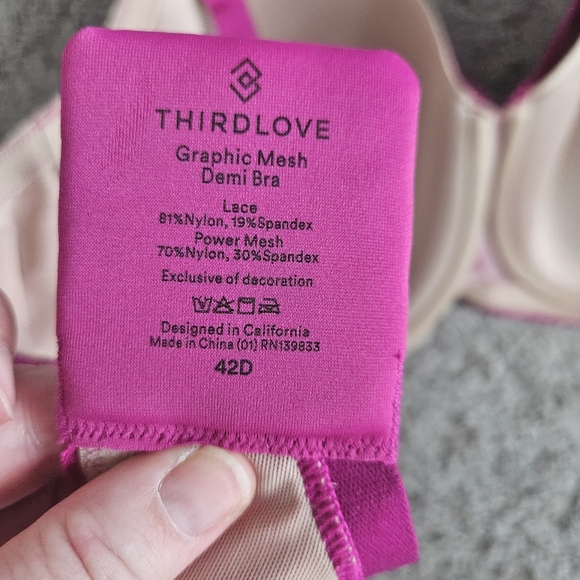 THIRDLOVE
Graphic Mesh
Demi Bra
Lace
81%Nylon, 19%Spandex
Power Mesh
70%Nylon, 30%Spandex
Exclusive of decoration
Designed in California
Made in China (01) RN139833
42D